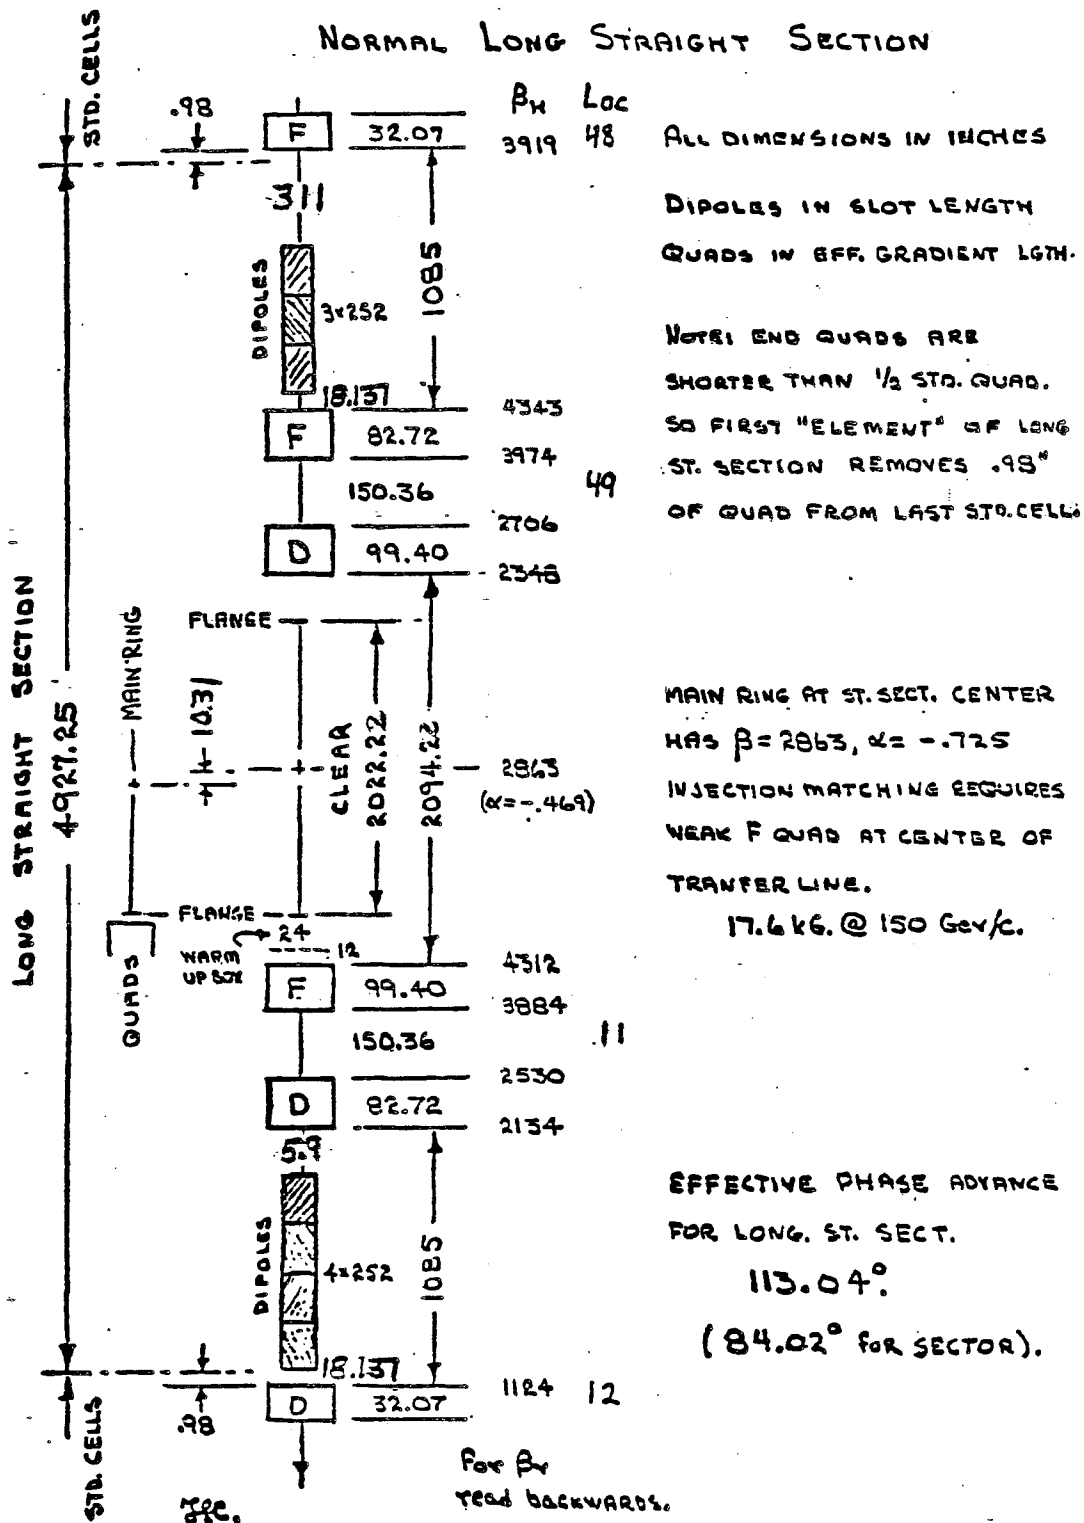 NORMAL LONG STRAIGHT SECTION
STD. CELLS
.98
F
32.07
βH Loc
3919 48
ALL DIMENSIONS IN INCHES
311
DIPOLES IN SLOT LENGTH
QUADS IN EFF. GRADIENT LGTH.
DIPOLES
3x252
1085
NOTE: END QUADS ARE
SHORTER THAN 1/2 STD. QUAD.
SO FIRST "ELEMENT" OF LONG
ST. SECTION REMOVES .98"
OF QUAD FROM LAST STD. CELL.
18.137
4343
F
82.72
3974
150.36
49
2706
D
99.40
2348
LONG STRAIGHT SECTION
4927.25
MAIN RING
FLANGE
10.31
CLEAR
2022.22
2094.22
2863
(α=-.469)
MAIN RING AT ST. SECT. CENTER
HAS β=2863, α=-.725
INJECTION MATCHING REQUIRES
WEAK F QUAD AT CENTER OF
TRANFER LINE.
17.6 KG. @ 150 GeV/c.
FLANGE
QUADS
WARM
UP BOX
24
12
4312
F
99.40
3884
150.36
11
2530
D
82.72
2134
5.9
DIPOLES
4x252
1085
EFFECTIVE PHASE ADVANCE
FOR LONG. ST. SECT.
113.04°.
(84.02° FOR SECTOR).
18.137
1124 12
D
32.07
.98
STD. CELLS
For βv
read backwards.